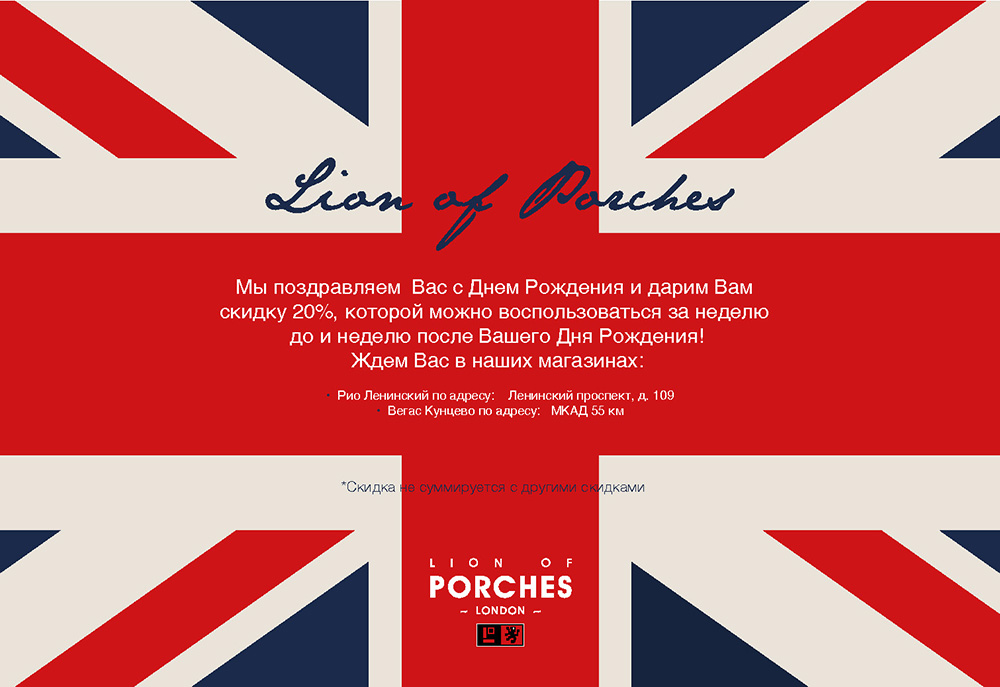 Lion of Porches
Мы поздравляем Вас с Днем Рождения и дарим Вам
скидку 20%, которой можно воспользоваться за неделю
до и неделю после Вашего Дня Рождения!
Ждем Вас в наших магазинах:
· Рио Ленинский по адресу: Ленинский проспект, д. 109
· Вегас Кунцево по адресу: МКАД 55 км
*Скидка не суммируется с другими скидками
LION OF
PORCHES
~ LONDON ~